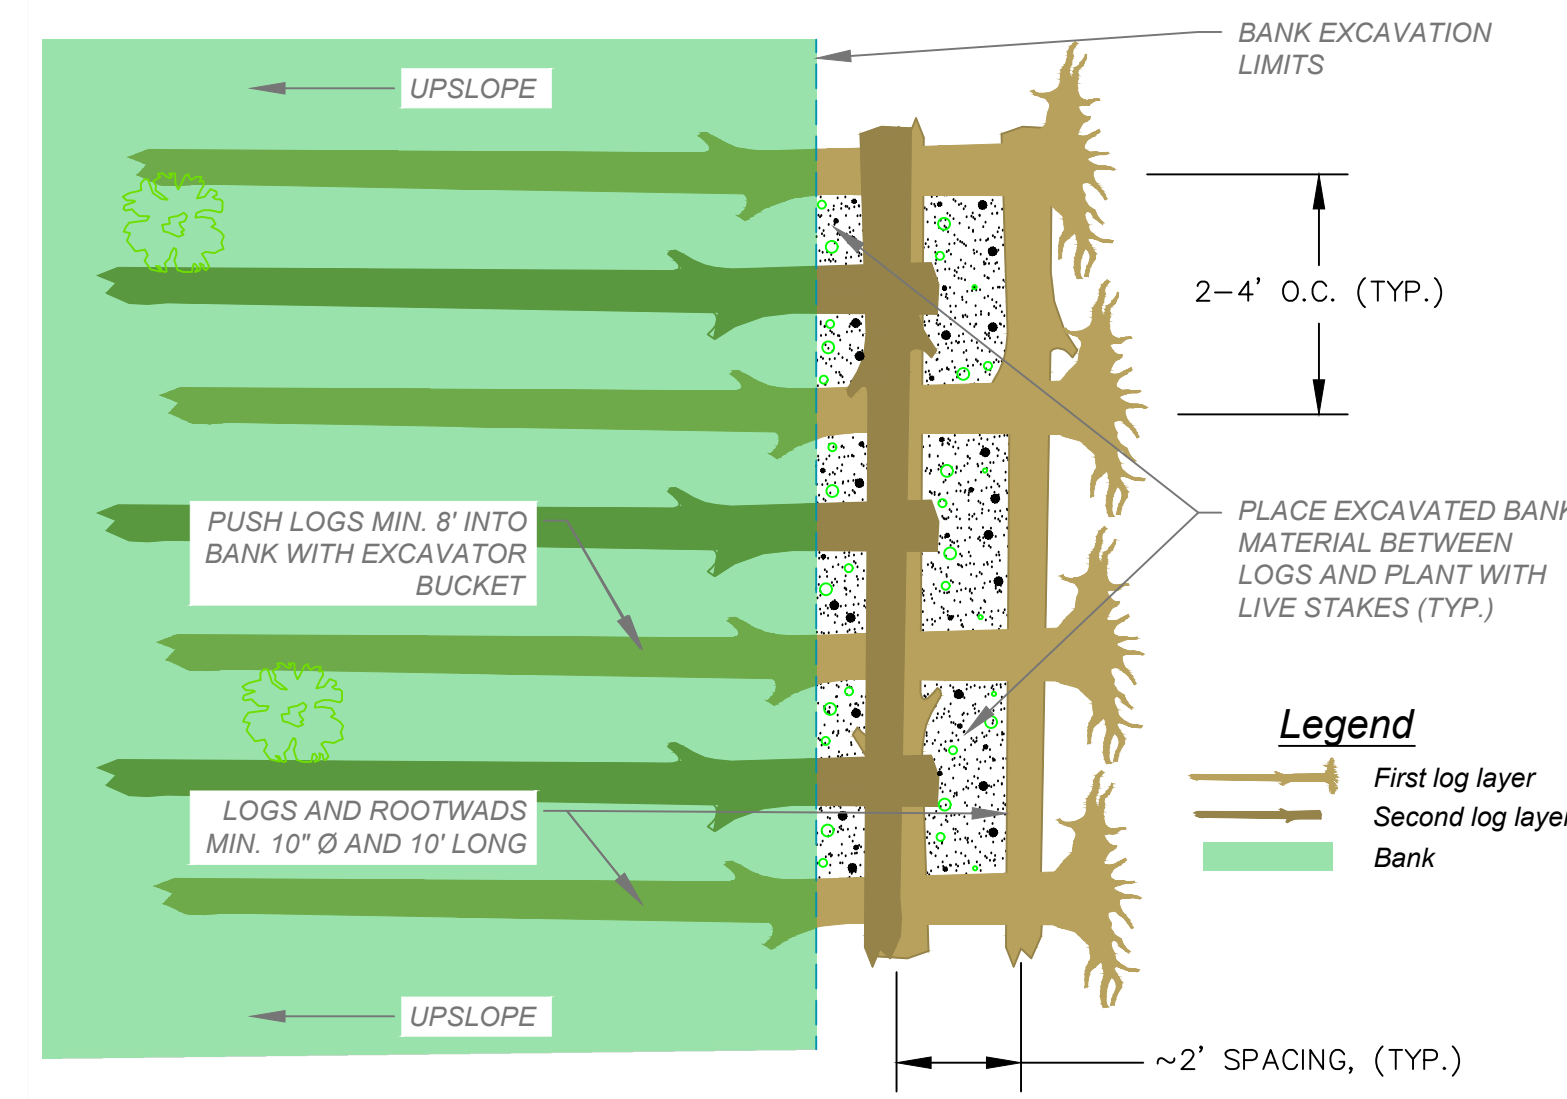 BANK EXCAVATION
LIMITS
UPSLOPE
2-4' O.C. (TYP.)
PUSH LOGS MIN. 8' INTO
BANK WITH EXCAVATOR
BUCKET
PLACE EXCAVATED BANK
MATERIAL BETWEEN
LOGS AND PLANT WITH
LIVE STAKES (TYP.)
LOGS AND ROOTWADS
MIN. 10" Ø AND 10' LONG
Legend
First log layer
Second log layer
Bank
UPSLOPE
~2' SPACING, (TYP.)